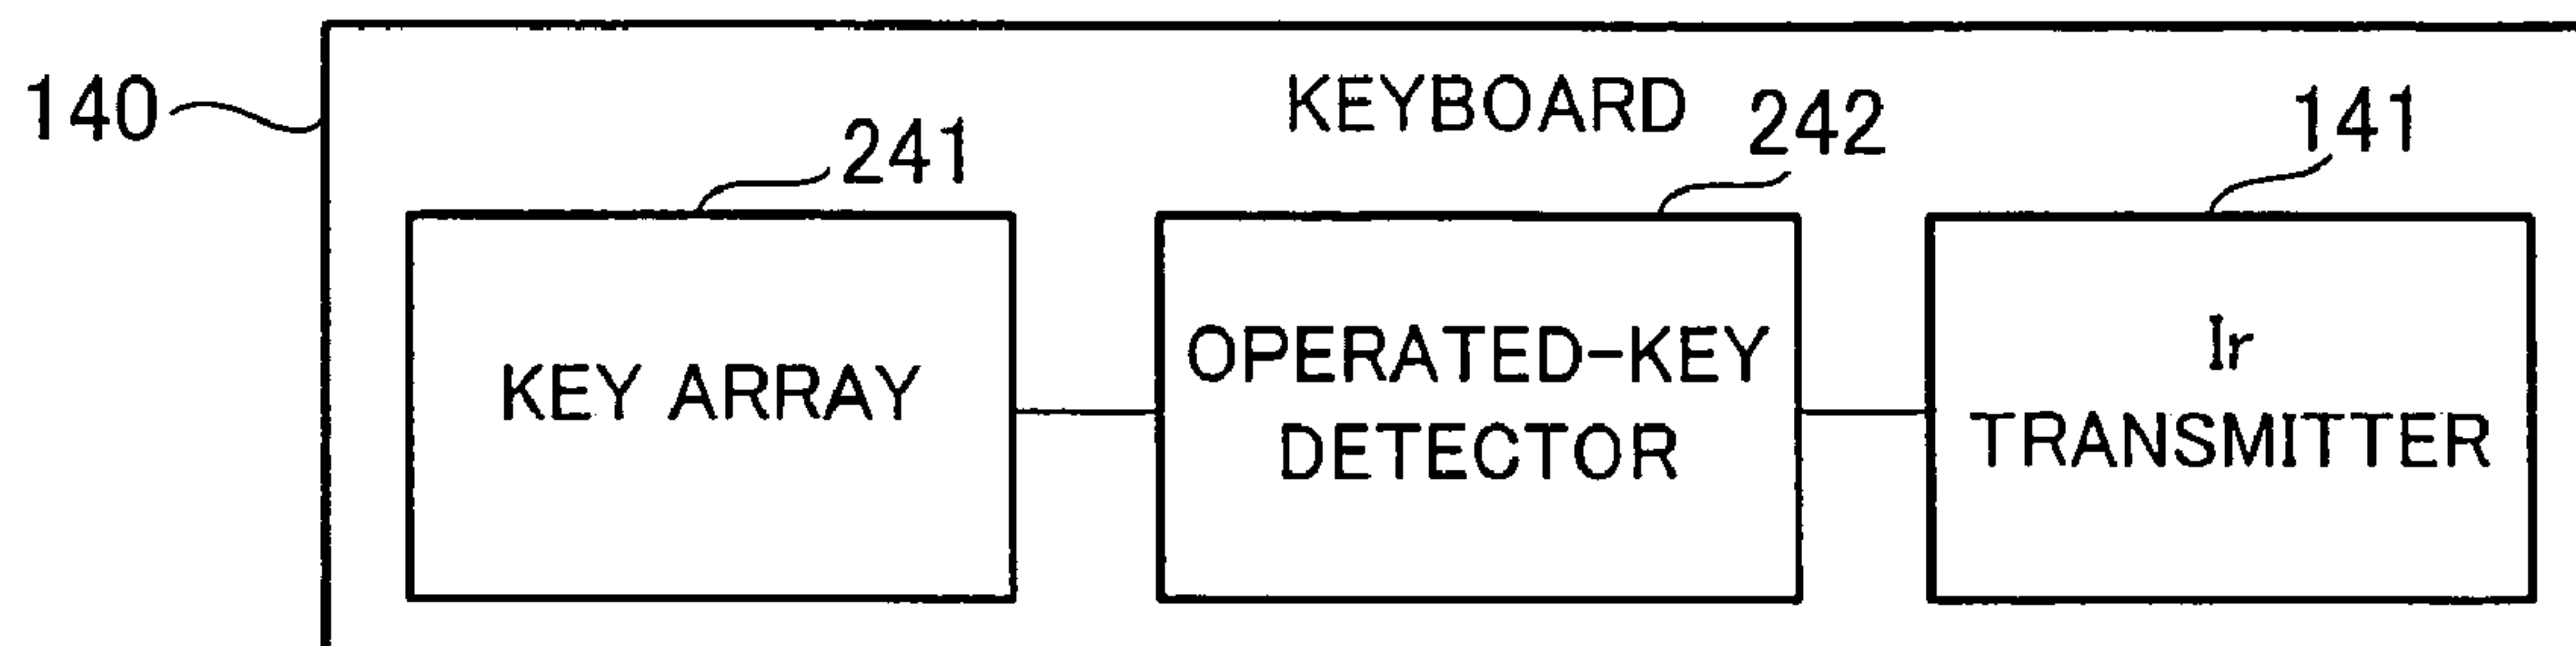 140
KEYBOARD
241
242
141
KEY ARRAY
OPERATED-KEY
DETECTOR
Ir
TRANSMITTER